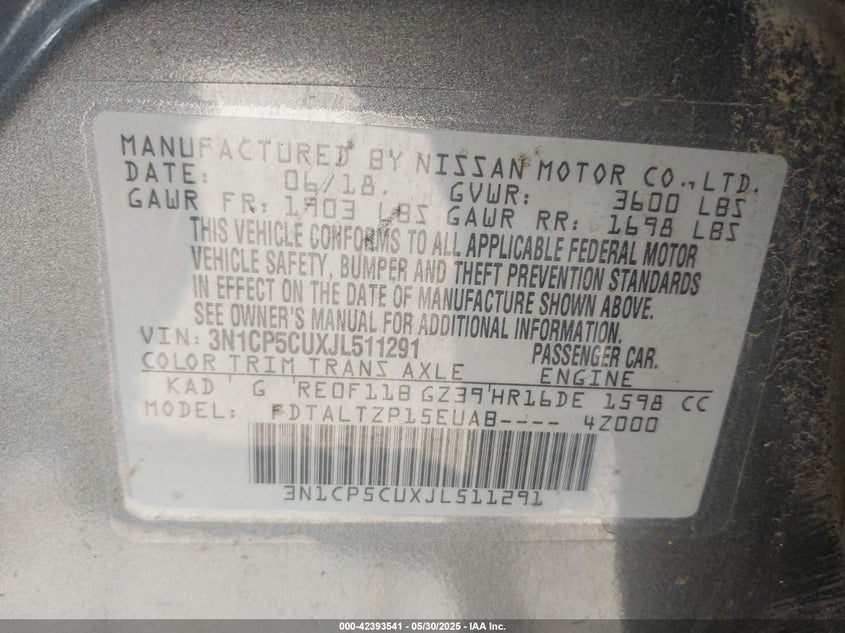 MANUFACTURED BY NISSAN MOTOR CO., LTD.
DATE: 06/18. GVWR: 3600 LBS
GAWR FR: 1903 LBS GAWR RR: 1698 LBS
THIS VEHICLE CONFORMS TO ALL APPLICABLE FEDERAL MOTOR
VEHICLE SAFETY, BUMPER AND THEFT PREVENTION STANDARDS
IN EFFECT ON THE DATE OF MANUFACTURE SHOWN ABOVE.
SEE OWNER'S MANUAL FOR ADDITIONAL INFORMATION.
VIN: 3N1CP5CUXJL511291 PASSENGER CAR.
COLOR TRIM TRANS AXLE ENGINE
KAD G RE0F11B GZ39 HR16DE 1598 CC
MODEL: FDTALTZP15EUAB---- 4Z000
3N1CP5CUXJL511291
000-42393541 — 05/30/2025 — IAA Inc.